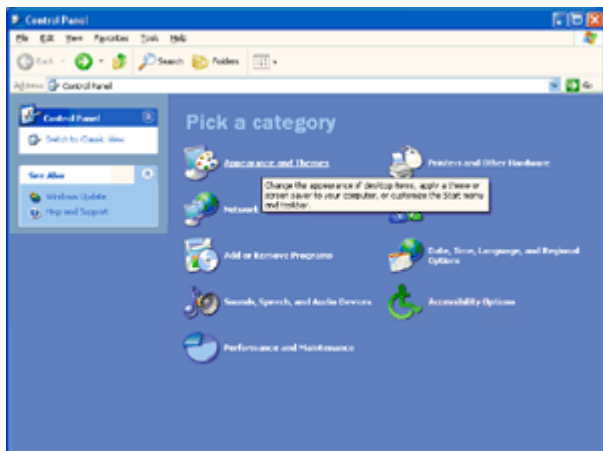 Control Panel
File Edit View Favorites Tools Help
Back Search Folders
Address Control Panel Go
Control Panel
Switch to Classic View
See Also
Windows Update
Help and Support
Pick a category
Appearance and Themes
Printers and Other Hardware
Change the appearance of desktop items, apply a theme or
screen saver to your computer, or customize the Start menu
and taskbar.
Network
Add or Remove Programs
Date, Time, Language, and Regional
Options
Sounds, Speech, and Audio Devices
Accessibility Options
Performance and Maintenance